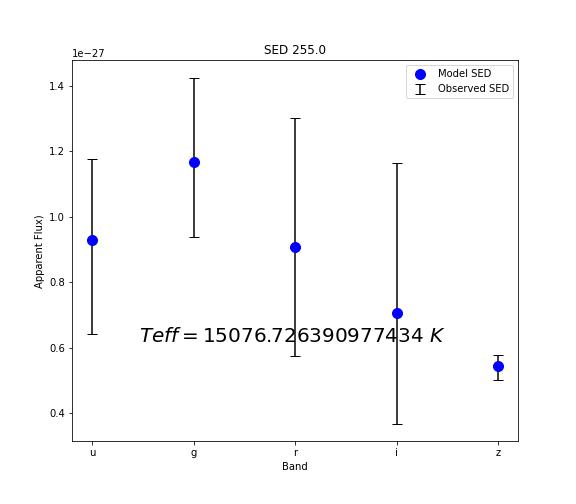 SED 255.0
1e−27
Model SED
Observed SED
1.4
1.2
1.0
0.8
0.6
0.4
Apparent Flux)
Teff = 15076.726390977434 K
u g r i z
Band